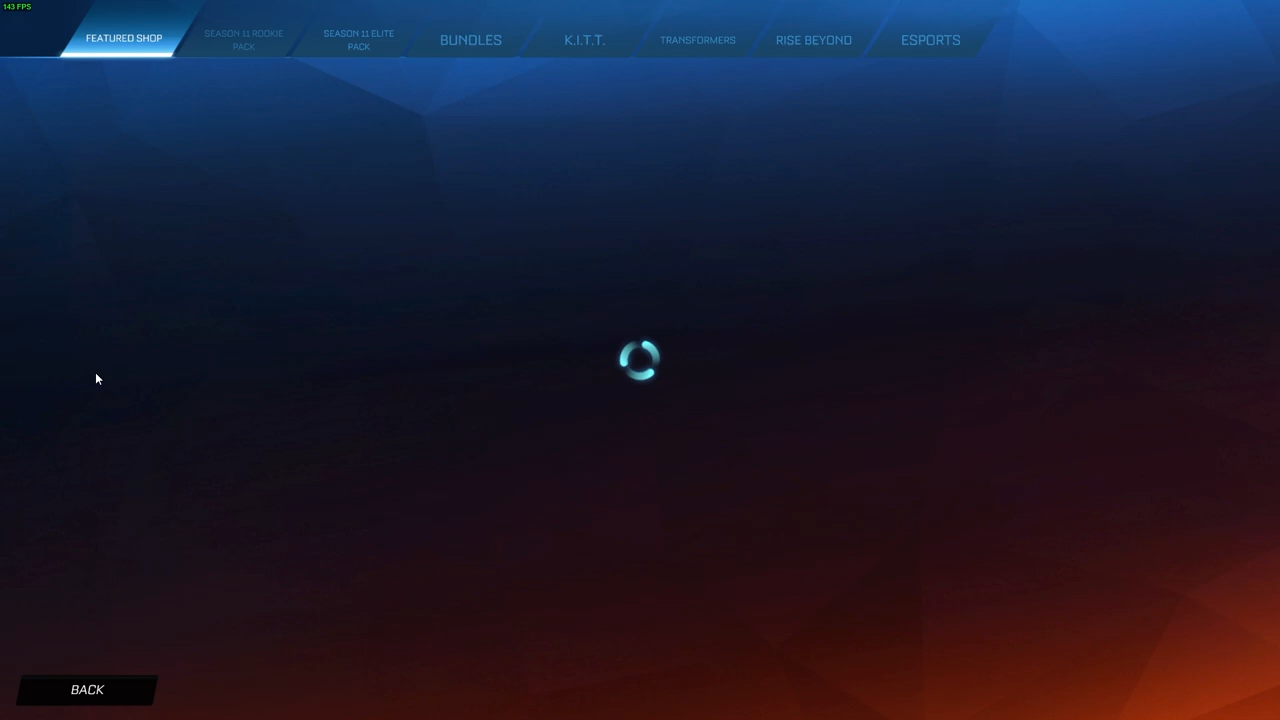 143 FPS
FEATURED SHOP
SEASON 11 ROOKIE
PACK
SEASON 11 ELITE
PACK
BUNDLES
K.I.T.T.
TRANSFORMERS
RISE BEYOND
ESPORTS
BACK